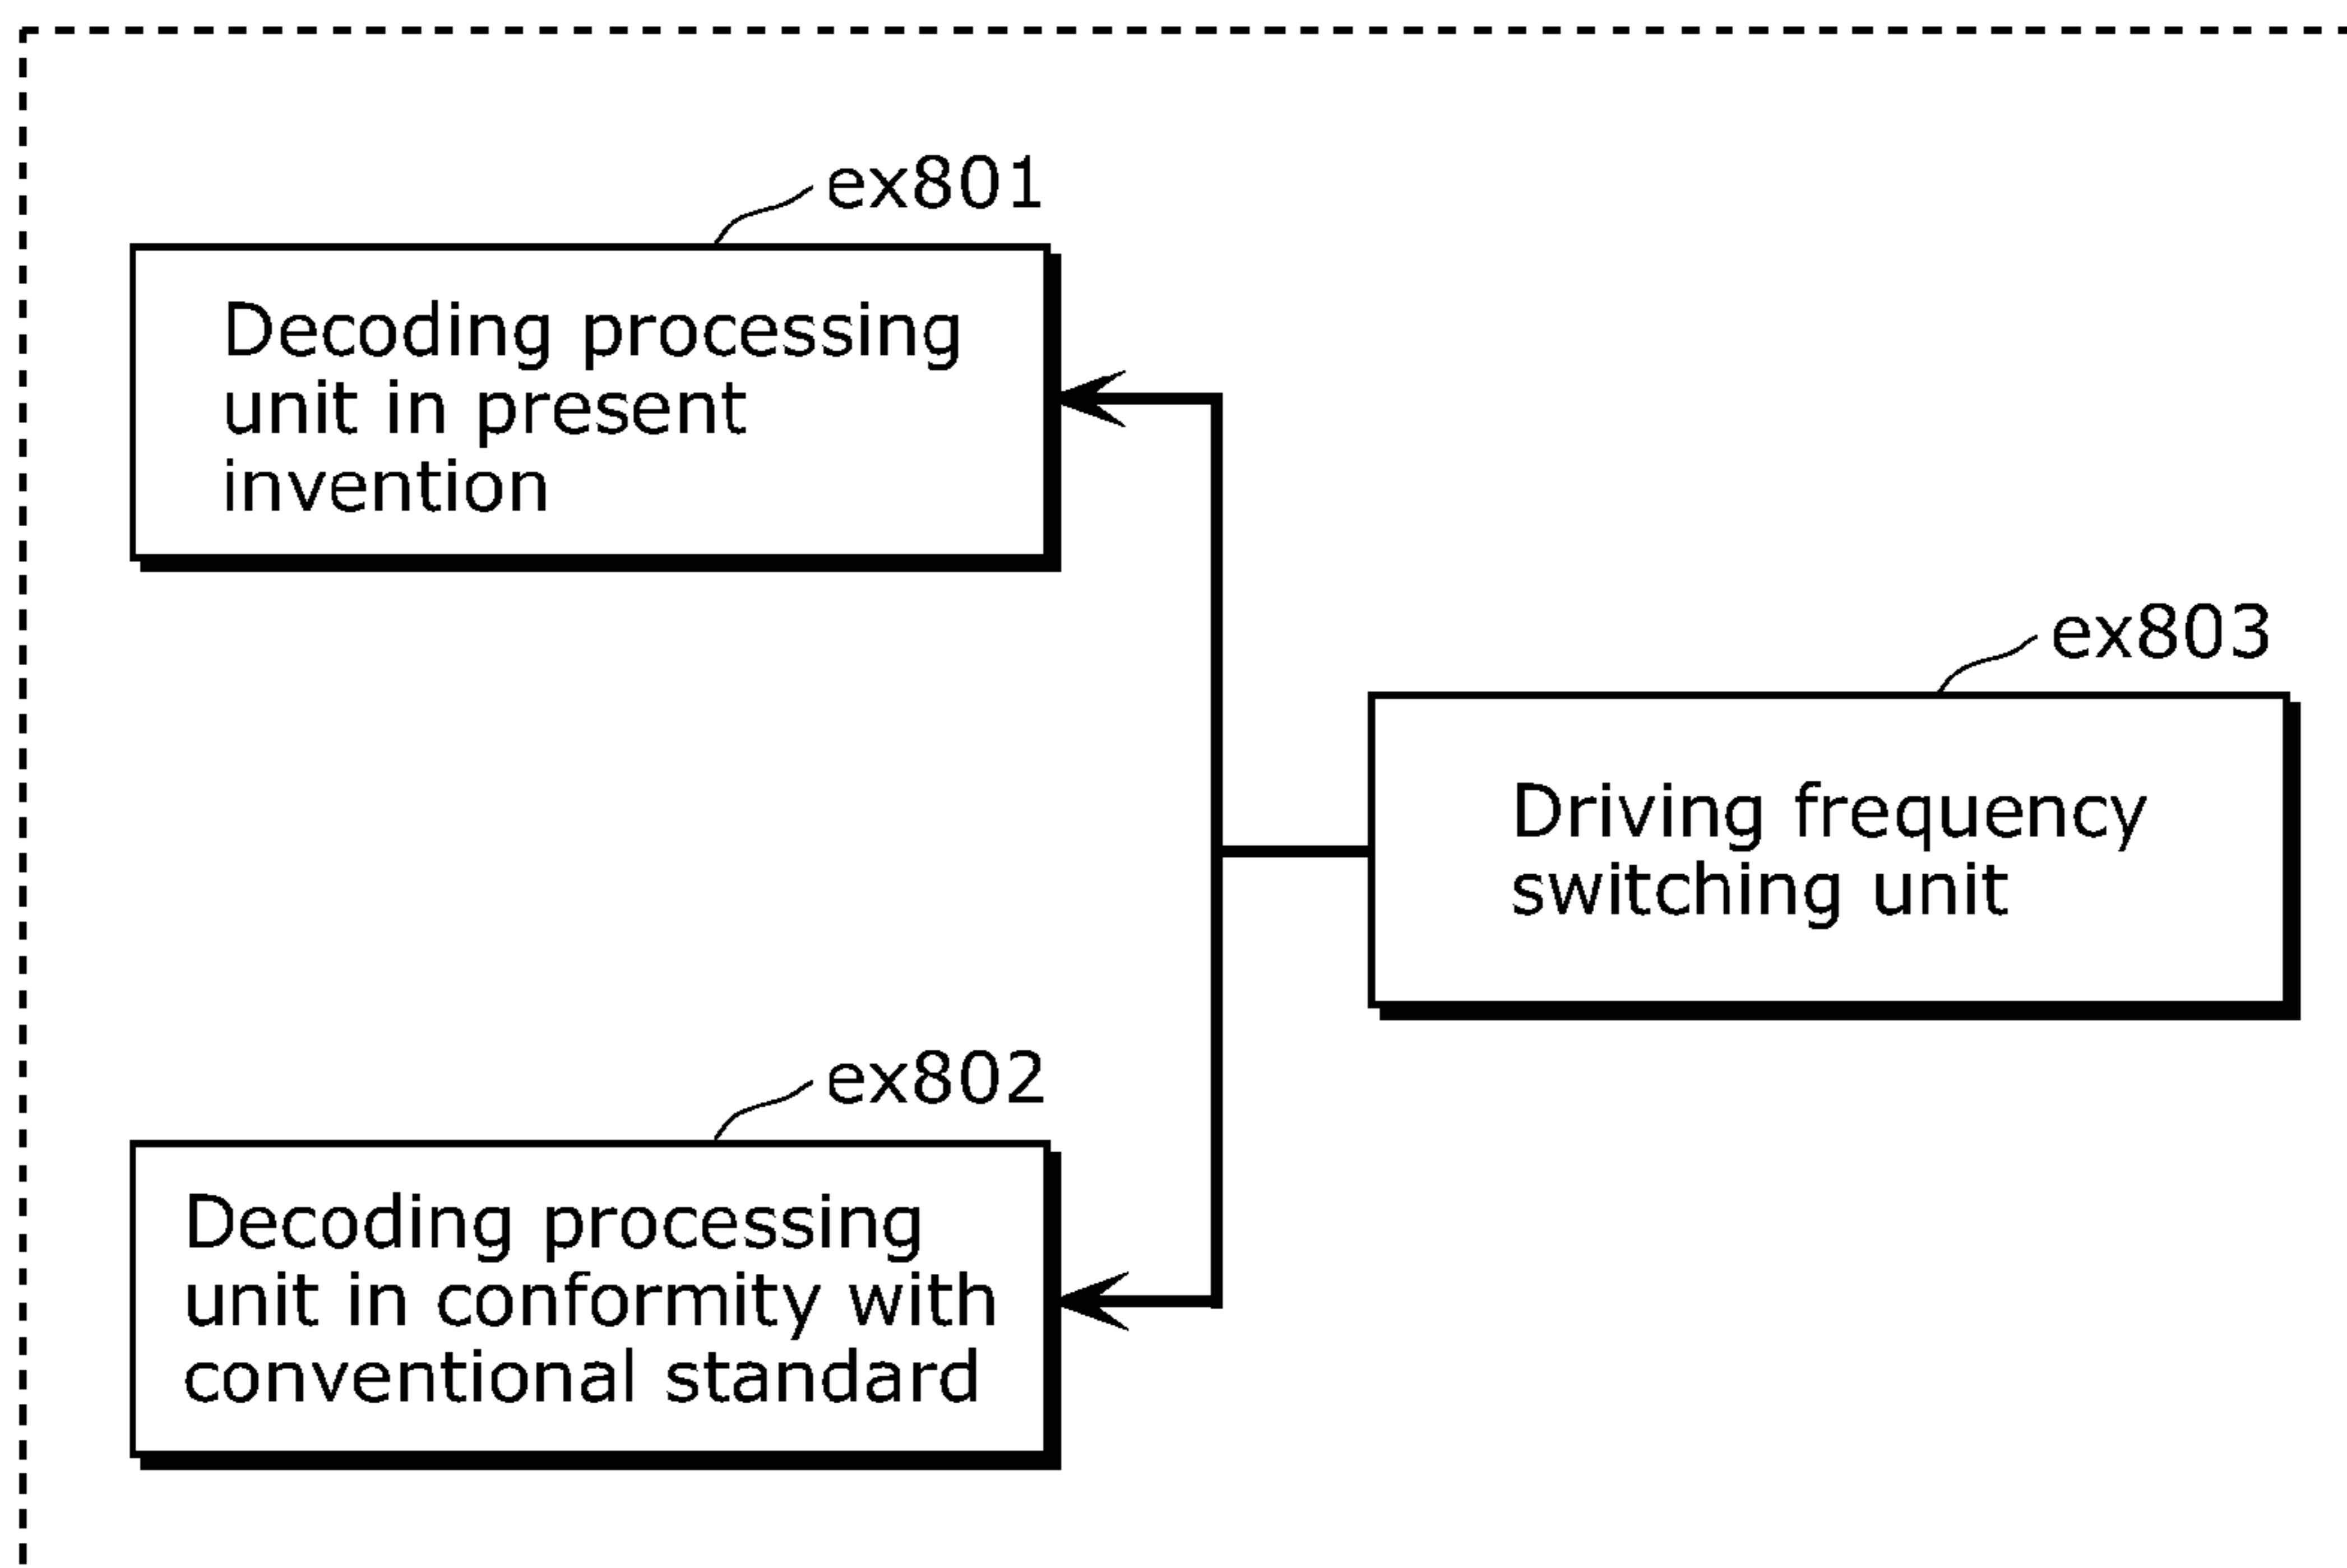 ex801
Decoding processing
unit in present
invention
ex803
Driving frequency
switching unit
ex802
Decoding processing
unit in conformity with
conventional standard